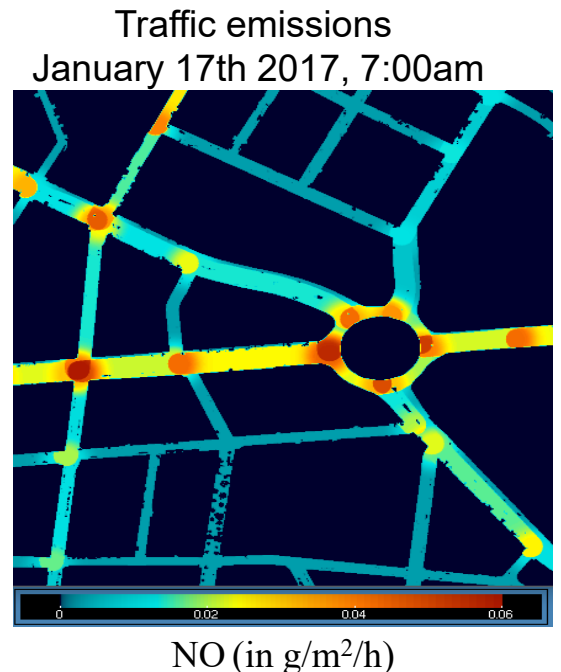 Traffic emissions
January 17th 2017, 7:00am
0 0.02 0.04 0.06
NO (in g/m²/h)